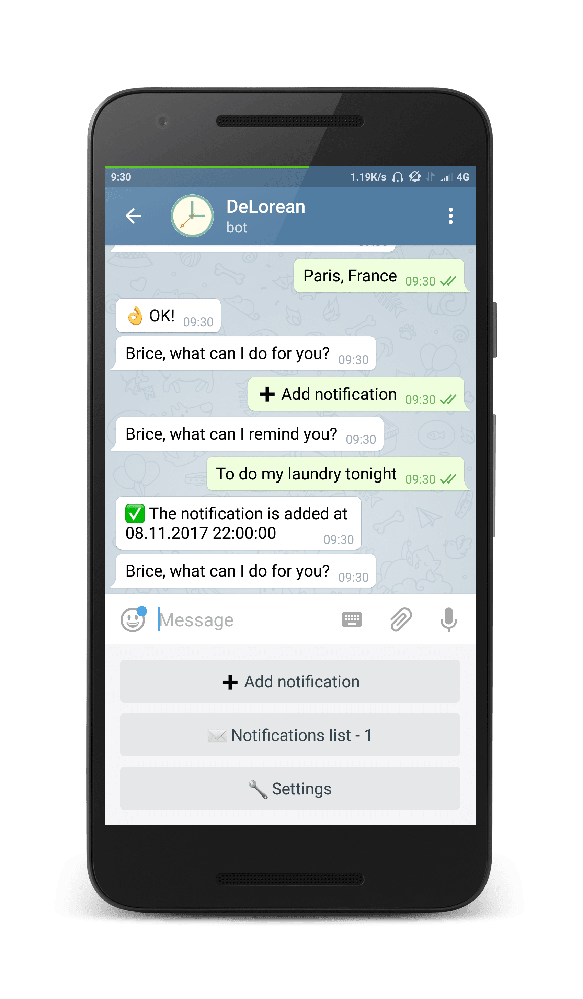 9:30 1.19K/s 4G
DeLorean
bot
Paris, France 09:30
👌 OK! 09:30
Brice, what can I do for you? 09:30
➕ Add notification 09:30
Brice, what can I remind you? 09:30
To do my laundry tonight 09:30
✅ The notification is added at
08.11.2017 22:00:00 09:30
Brice, what can I do for you? 09:30
Message
➕ Add notification
✉️ Notifications list - 1
🔧 Settings